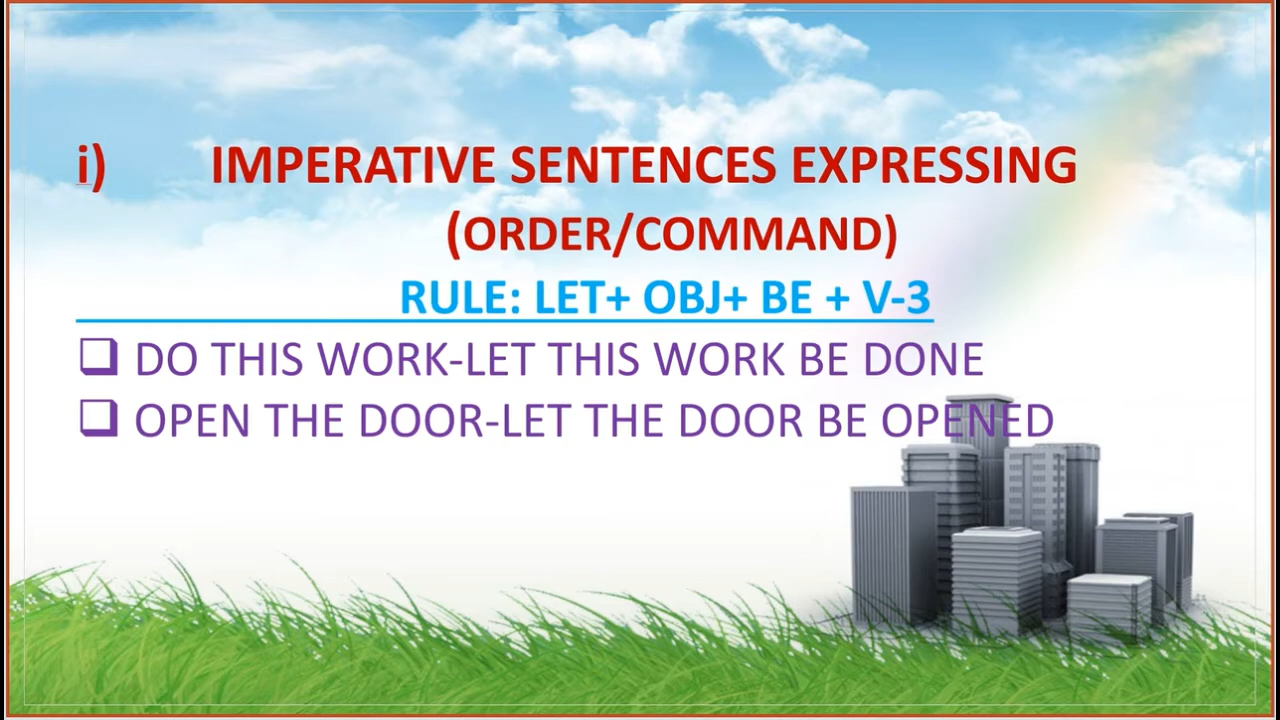 i) IMPERATIVE SENTENCES EXPRESSING
(ORDER/COMMAND)
RULE: LET+ OBJ+ BE + V-3
❑ DO THIS WORK-LET THIS WORK BE DONE
❑ OPEN THE DOOR-LET THE DOOR BE OPENED